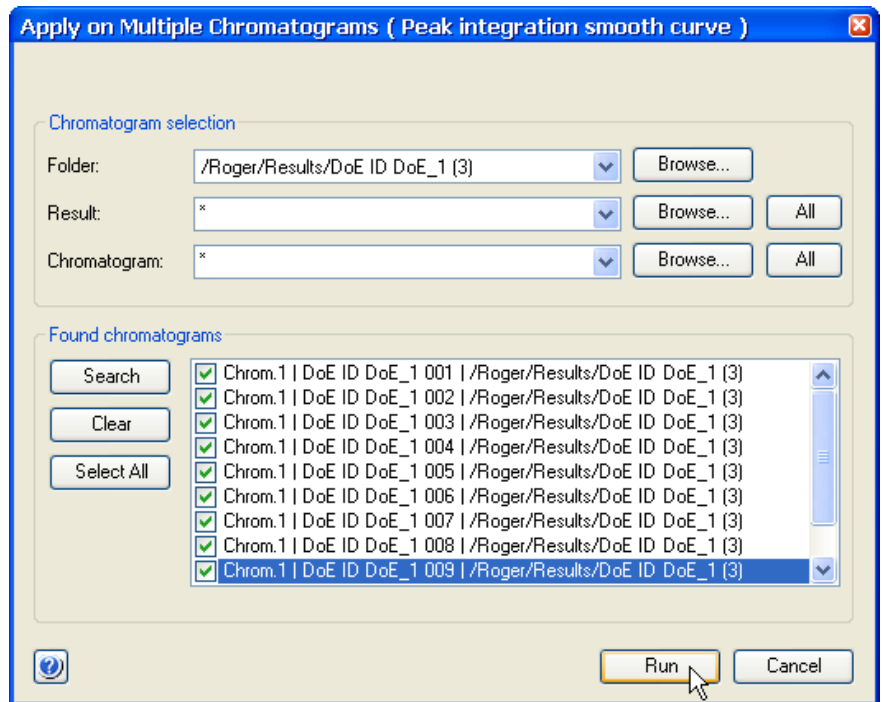 Apply on Multiple Chromatograms ( Peak integration smooth curve )
Chromatogram selection
Folder: /Roger/Results/DoE ID DoE_1 (3) Browse...
Result: * Browse... All
Chromatogram: * Browse... All
Found chromatograms
Search
Clear
Select All
Chrom.1 | DoE ID DoE_1 001 | /Roger/Results/DoE ID DoE_1 (3)
Chrom.1 | DoE ID DoE_1 002 | /Roger/Results/DoE ID DoE_1 (3)
Chrom.1 | DoE ID DoE_1 003 | /Roger/Results/DoE ID DoE_1 (3)
Chrom.1 | DoE ID DoE_1 004 | /Roger/Results/DoE ID DoE_1 (3)
Chrom.1 | DoE ID DoE_1 005 | /Roger/Results/DoE ID DoE_1 (3)
Chrom.1 | DoE ID DoE_1 006 | /Roger/Results/DoE ID DoE_1 (3)
Chrom.1 | DoE ID DoE_1 007 | /Roger/Results/DoE ID DoE_1 (3)
Chrom.1 | DoE ID DoE_1 008 | /Roger/Results/DoE ID DoE_1 (3)
Chrom.1 | DoE ID DoE_1 009 | /Roger/Results/DoE ID DoE_1 (3)
? Run Cancel